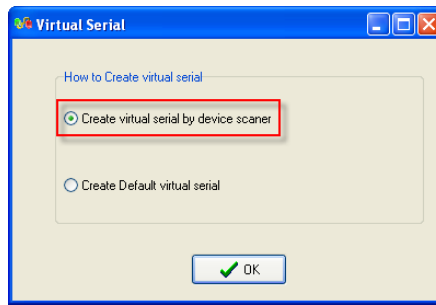 Virtual Serial
How to Create virtual serial
Create virtual serial by device scaner
Create Default virtual serial
OK